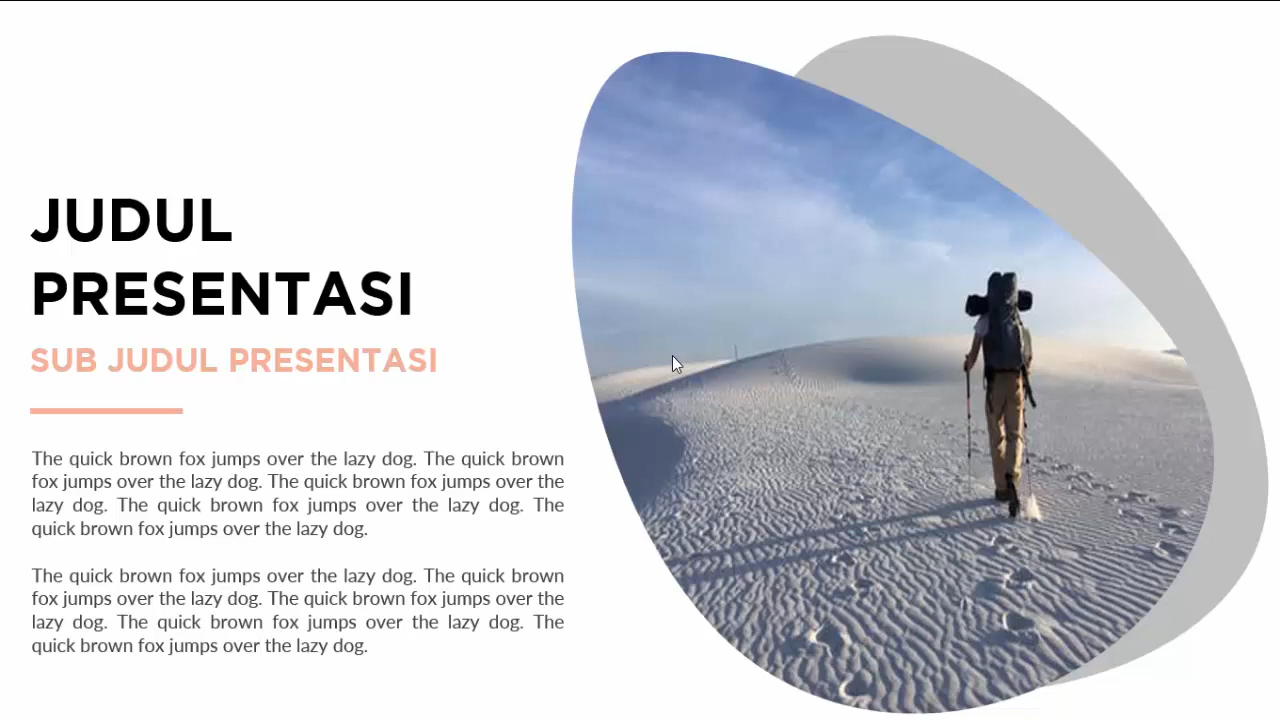 JUDUL
PRESENTASI
SUB JUDUL PRESENTASI
The quick brown fox jumps over the lazy dog. The quick brown
fox jumps over the lazy dog. The quick brown fox jumps over the
lazy dog. The quick brown fox jumps over the lazy dog. The
quick brown fox jumps over the lazy dog.
The quick brown fox jumps over the lazy dog. The quick brown
fox jumps over the lazy dog. The quick brown fox jumps over the
lazy dog. The quick brown fox jumps over the lazy dog. The
quick brown fox jumps over the lazy dog.